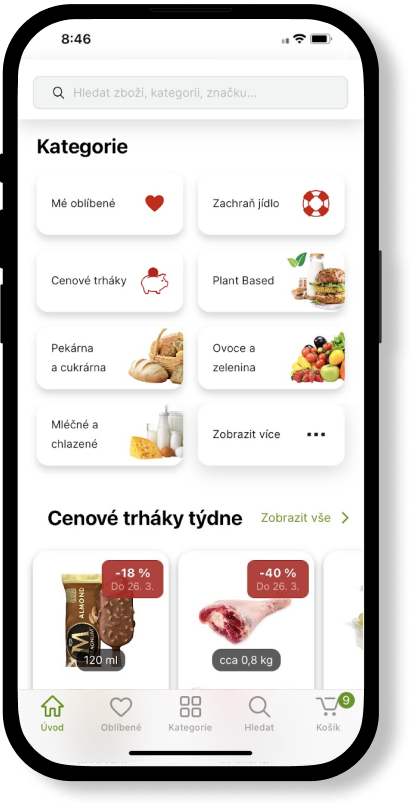 8:46
Hledat zboží, kategorii, značku...
Kategorie
Mé oblíbené
Zachraň jídlo
Cenové trháky
Plant Based
Pekárna
a cukrárna
Ovoce a
zelenina
Mléčné a
chlazené
Zobrazit více
Cenové trháky týdne
Zobrazit vše
-18 %
Do 26. 3.
ALMOND
M
MAGNUM
120 ml
-40 %
Do 26. 3.
cca 0,8 kg
9
Úvod
Oblíbené
Kategorie
Hledat
Košík